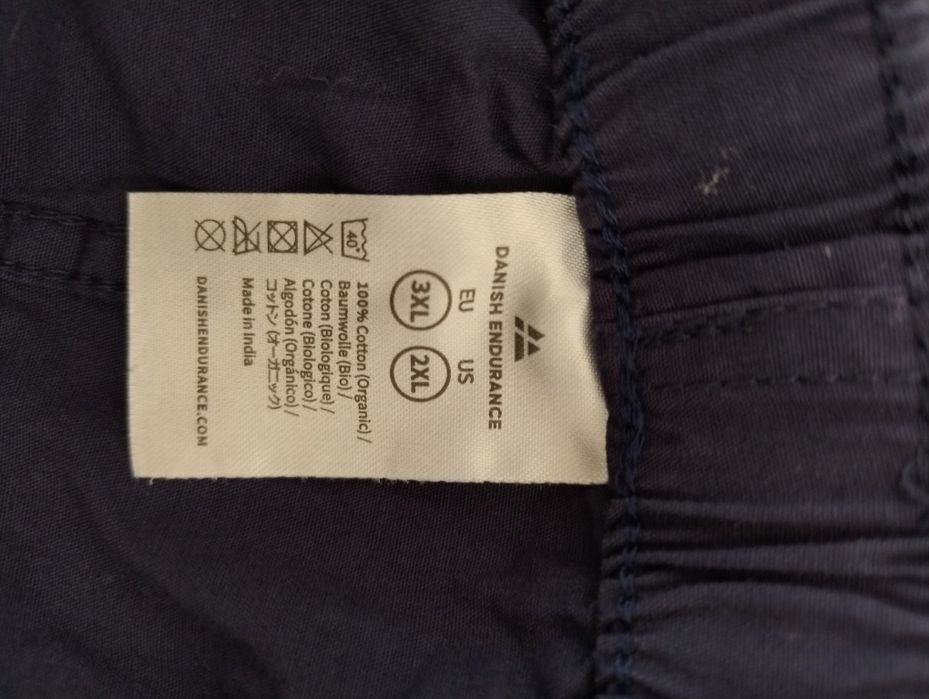 DANISH ENDURANCE
EU US
3XL 2XL
40°
100% Cotton (Organic) /
Baumwolle (Bio) /
Coton (Biologique) /
Cotone (Biologico) /
Algodón (Orgánico) /
コットン (オーガニック)
Made in India
DANISHENDURANCE.COM